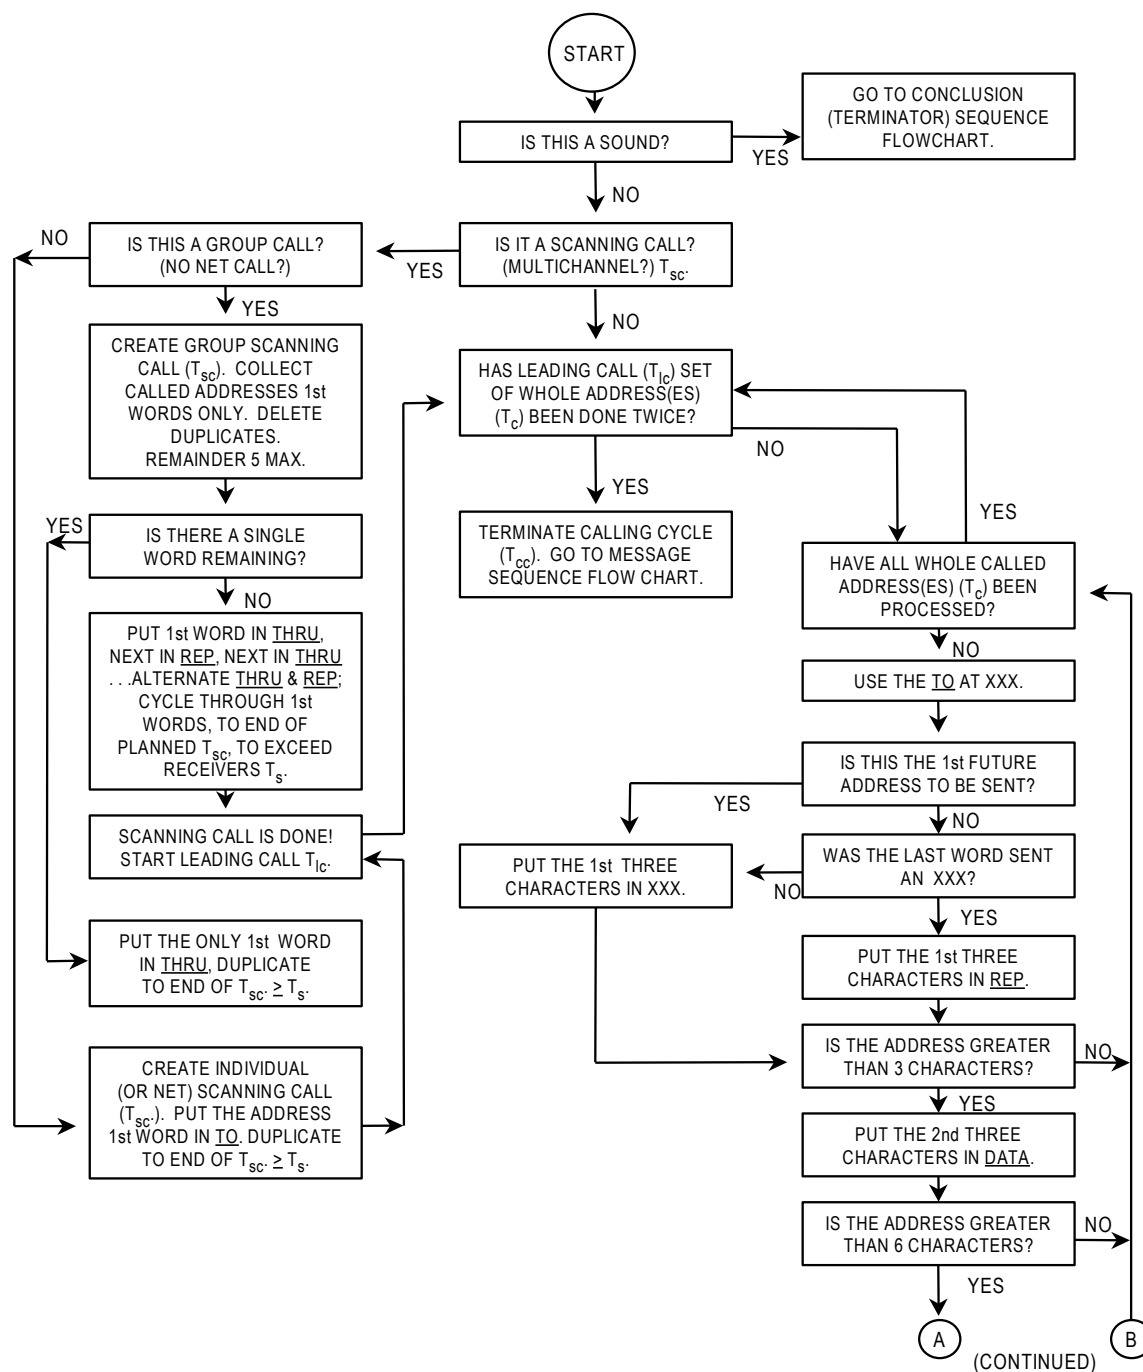 START
IS THIS A SOUND?
YES
GO TO CONCLUSION
(TERMINATOR) SEQUENCE
FLOWCHART.
NO
IS IT A SCANNING CALL?
(MULTICHANNEL?) Tsc.
YES
IS THIS A GROUP CALL?
(NO NET CALL?)
NO
YES
CREATE GROUP SCANNING
CALL (Tsc). COLLECT
CALLED ADDRESSES 1st
WORDS ONLY. DELETE
DUPLICATES.
REMAINDER 5 MAX.
IS THERE A SINGLE
WORD REMAINING?
YES
NO
PUT 1st WORD IN THRU,
NEXT IN REP, NEXT IN THRU
. . .ALTERNATE THRU & REP;
CYCLE THROUGH 1st
WORDS, TO END OF
PLANNED Tsc, TO EXCEED
RECEIVERS Ts.
SCANNING CALL IS DONE!
START LEADING CALL Tlc.
PUT THE ONLY 1st WORD
IN THRU, DUPLICATE
TO END OF Tsc. ≥ Ts.
CREATE INDIVIDUAL
(OR NET) SCANNING CALL
(Tsc.). PUT THE ADDRESS
1st WORD IN TO. DUPLICATE
TO END OF Tsc. ≥ Ts.
NO
HAS LEADING CALL (Tlc) SET
OF WHOLE ADDRESS(ES)
(Tc) BEEN DONE TWICE?
NO
YES
TERMINATE CALLING CYCLE
(Tcc). GO TO MESSAGE
SEQUENCE FLOW CHART.
YES
HAVE ALL WHOLE CALLED
ADDRESS(ES) (Tc) BEEN
PROCESSED?
NO
USE THE TO AT XXX.
IS THIS THE 1st FUTURE
ADDRESS TO BE SENT?
YES
NO
PUT THE 1st THREE
CHARACTERS IN XXX.
WAS THE LAST WORD SENT
AN XXX?
NO
YES
PUT THE 1st THREE
CHARACTERS IN REP.
IS THE ADDRESS GREATER
THAN 3 CHARACTERS?
NO
YES
PUT THE 2nd THREE
CHARACTERS IN DATA.
IS THE ADDRESS GREATER
THAN 6 CHARACTERS?
NO
YES
A
B
(CONTINUED)